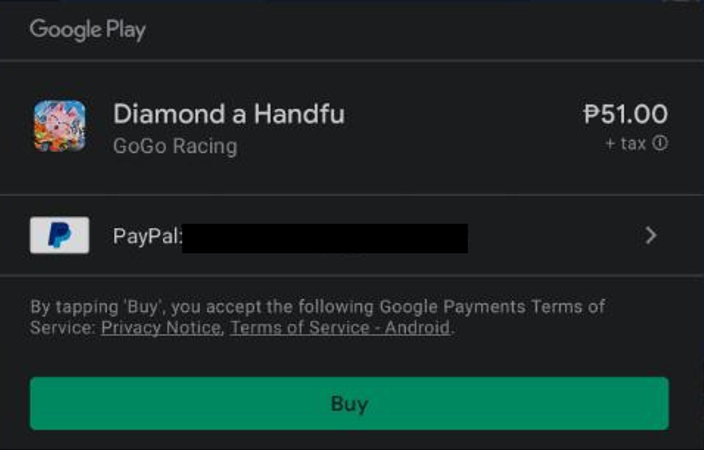 Google Play
Diamond a Handfu
₱51.00
GoGo Racing
+ tax
PayPal:
By tapping 'Buy', you accept the following Google Payments Terms of
Service: Privacy Notice, Terms of Service - Android.
Buy